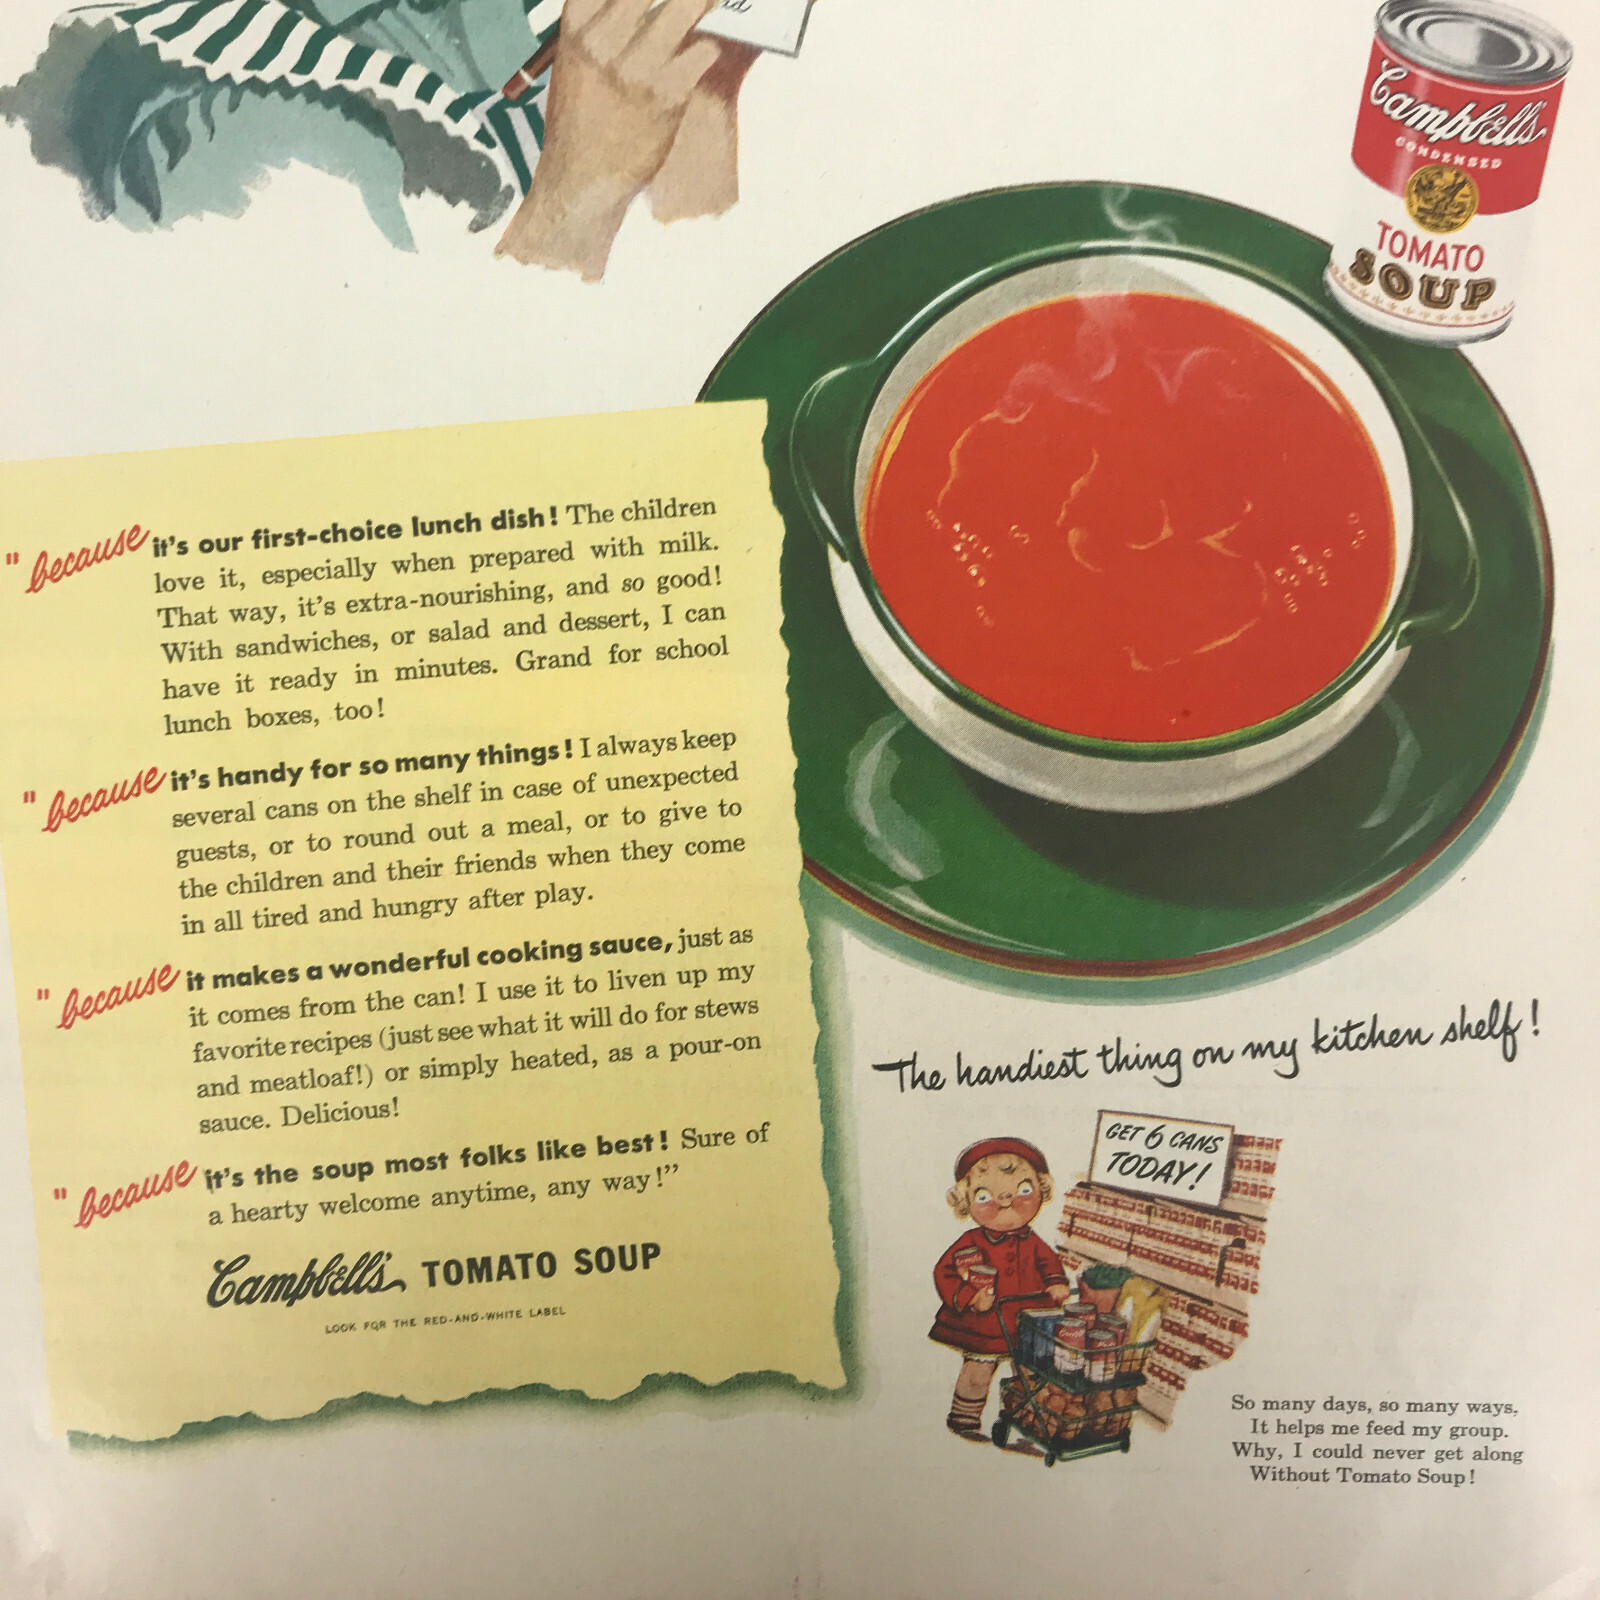 Campbell's
CONDENSED
TOMATO
SOUP
"because it's our first-choice lunch dish! The children
love it, especially when prepared with milk.
That way, it's extra-nourishing, and so good!
With sandwiches, or salad and dessert, I can
have it ready in minutes. Grand for school
lunch boxes, too!
"because it's handy for so many things! I always keep
several cans on the shelf in case of unexpected
guests, or to round out a meal, or to give to
the children and their friends when they come
in all tired and hungry after play.
"because it makes a wonderful cooking sauce, just as
it comes from the can! I use it to liven up my
favorite recipes (just see what it will do for stews
and meatloaf!) or simply heated, as a pour-on
sauce. Delicious!
"because it's the soup most folks like best! Sure of
a hearty welcome anytime, any way!"
Campbell's TOMATO SOUP
LOOK FOR THE RED-AND-WHITE LABEL
The handiest thing on my kitchen shelf!
GET 6 CANS
TODAY!
So many days, so many ways,
It helps me feed my group.
Why, I could never get along
Without Tomato Soup!